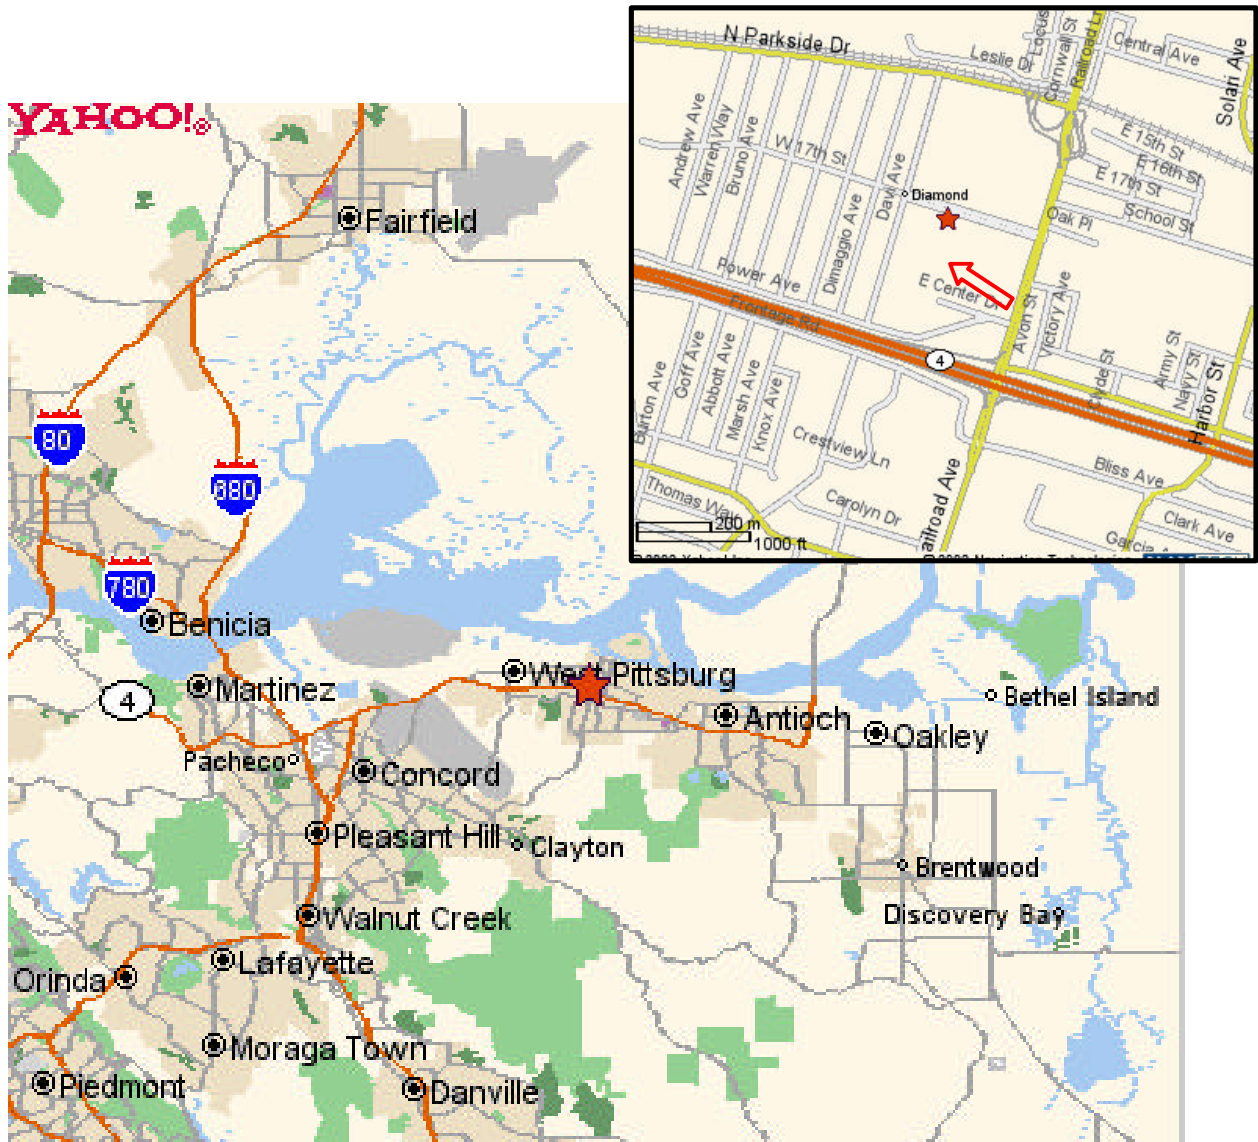 YAHOO!®
Fairfield
80
680
780
Benicia
Martinez
4
Pacheco
West Pittsburg
Antioch
Oakley
Bethel Island
Concord
Pleasant Hill
Clayton
Brentwood
Walnut Creek
Discovery Bay
Lafayette
Orinda
Moraga Town
Piedmont
Danville
N Parkside Dr
Leslie Dr
Locus
Cornwall St
Railroad Ln
Central Ave
Solari Ave
Andrew Ave
Warren Way
Bruno Ave
W 17th St
Dimaggio Ave
Davi Ave
Diamond
E 15th St
E 16th St
E 17th St
School St
Oak Pl
Power Ave
Frontage Rd
E Center Dr
Avon St
Victory Ave
4
Clyde St
Army St
Navy St
Harbor St
Burton Ave
Goff Ave
Abbott Ave
Marsh Ave
Knox Ave
Crestview Ln
Bliss Ave
Thomas Way
Carolyn Dr
Railroad Ave
Clark Ave
200 m
1000 ft